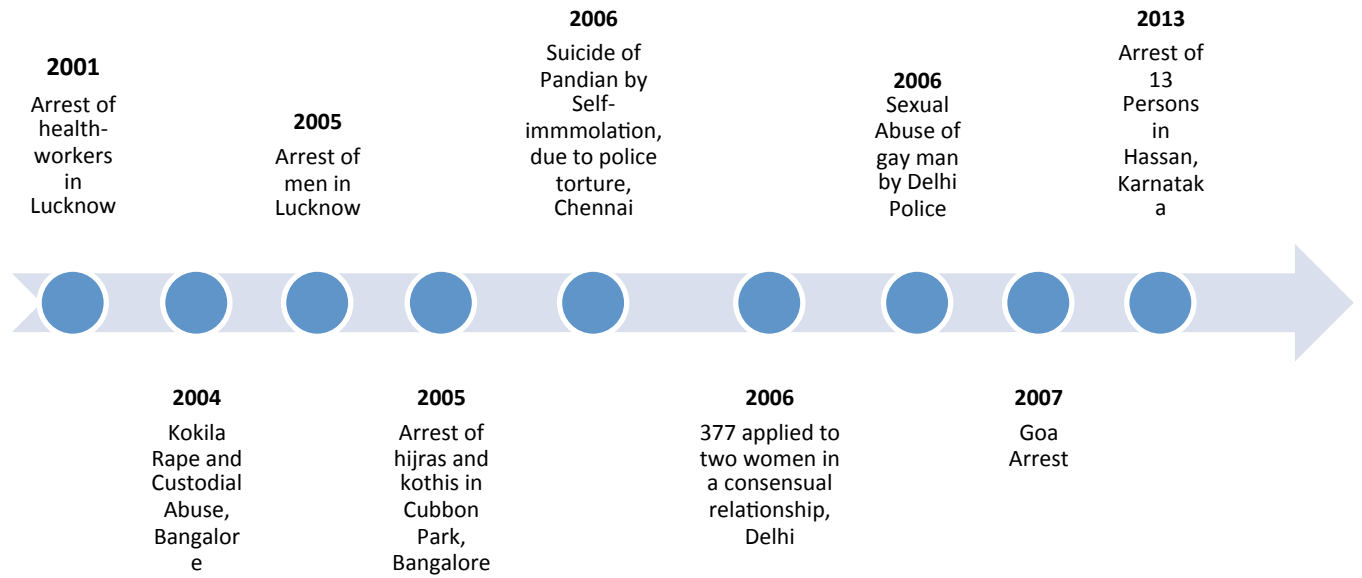 2001
Arrest of
health-
workers
in
Lucknow
2004
Kokila
Rape and
Custodial
Abuse,
Bangalor
e
2005
Arrest of
men in
Lucknow
2005
Arrest of
hijras and
kothis in
Cubbon
Park,
Bangalore
2006
Suicide of
Pandian by
Self-
immmolation,
due to police
torture,
Chennai
2006
377 applied to
two women in
a consensual
relationship,
Delhi
2006
Sexual
Abuse of
gay man
by Delhi
Police
2007
Goa
Arrest
2013
Arrest of
13
Persons
in
Hassan,
Karnatak
a